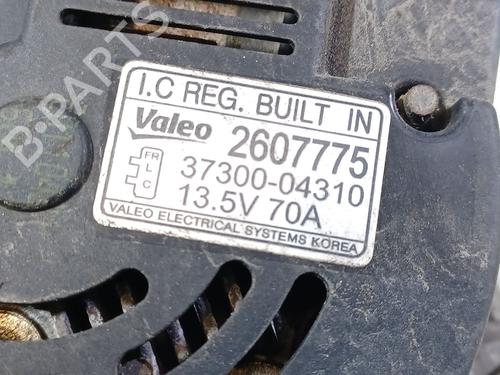 I.C REG. BUILT IN
Valeo 2607775
FR
L
C
37300-04310
13.5V 70A
VALEO ELECTRICAL SYSTEMS KOREA
B-PARTS